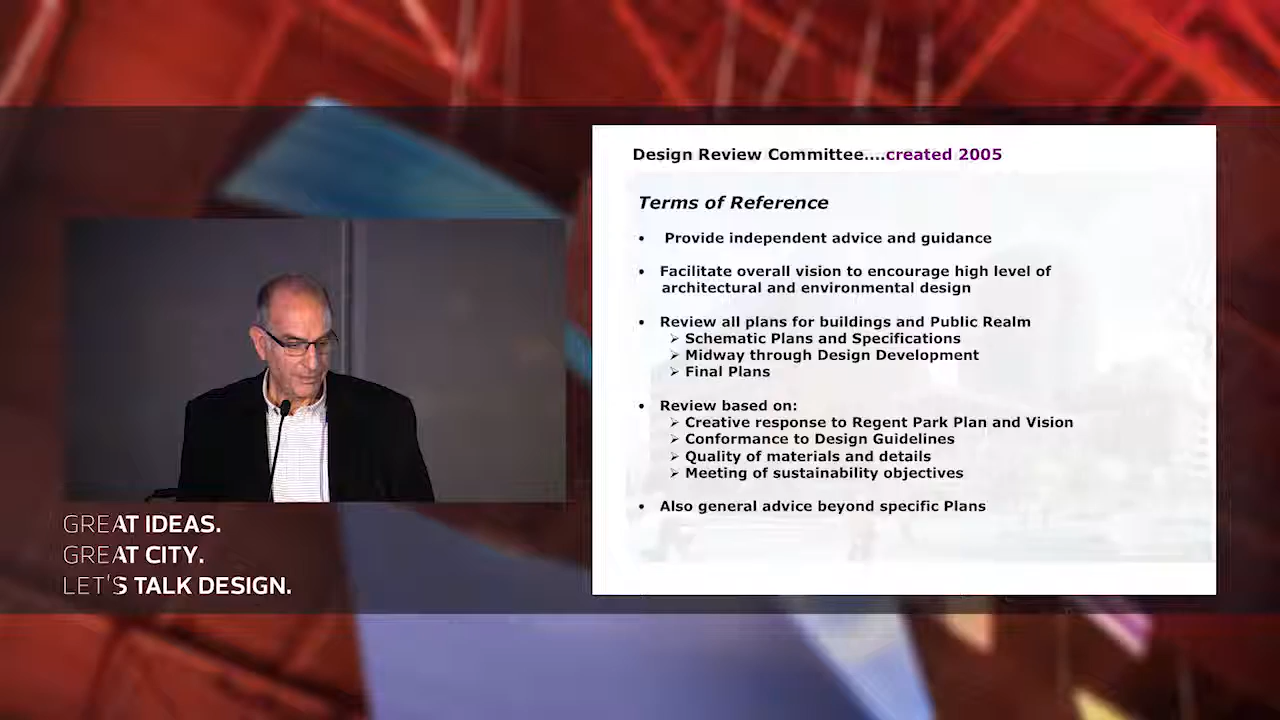 Design Review Committee....created 2005
Terms of Reference
• Provide independent advice and guidance
• Facilitate overall vision to encourage high level of
architectural and environmental design
• Review all plans for buildings and Public Realm
➢ Schematic Plans and Specifications
➢ Midway through Design Development
➢ Final Plans
• Review based on:
➢ Creative response to Regent Park Plan and Vision
➢ Conformance to Design Guidelines
➢ Quality of materials and details
➢ Meeting of sustainability objectives
• Also general advice beyond specific Plans
GREAT IDEAS.
GREAT CITY.
LET'S TALK DESIGN.